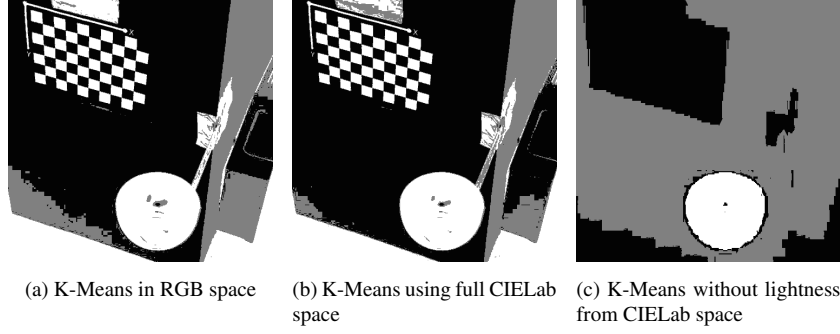 X
Y
X
Y
(a) K-Means in RGB space
(b) K-Means using full CIELab
space
(c) K-Means without lightness
from CIELab space